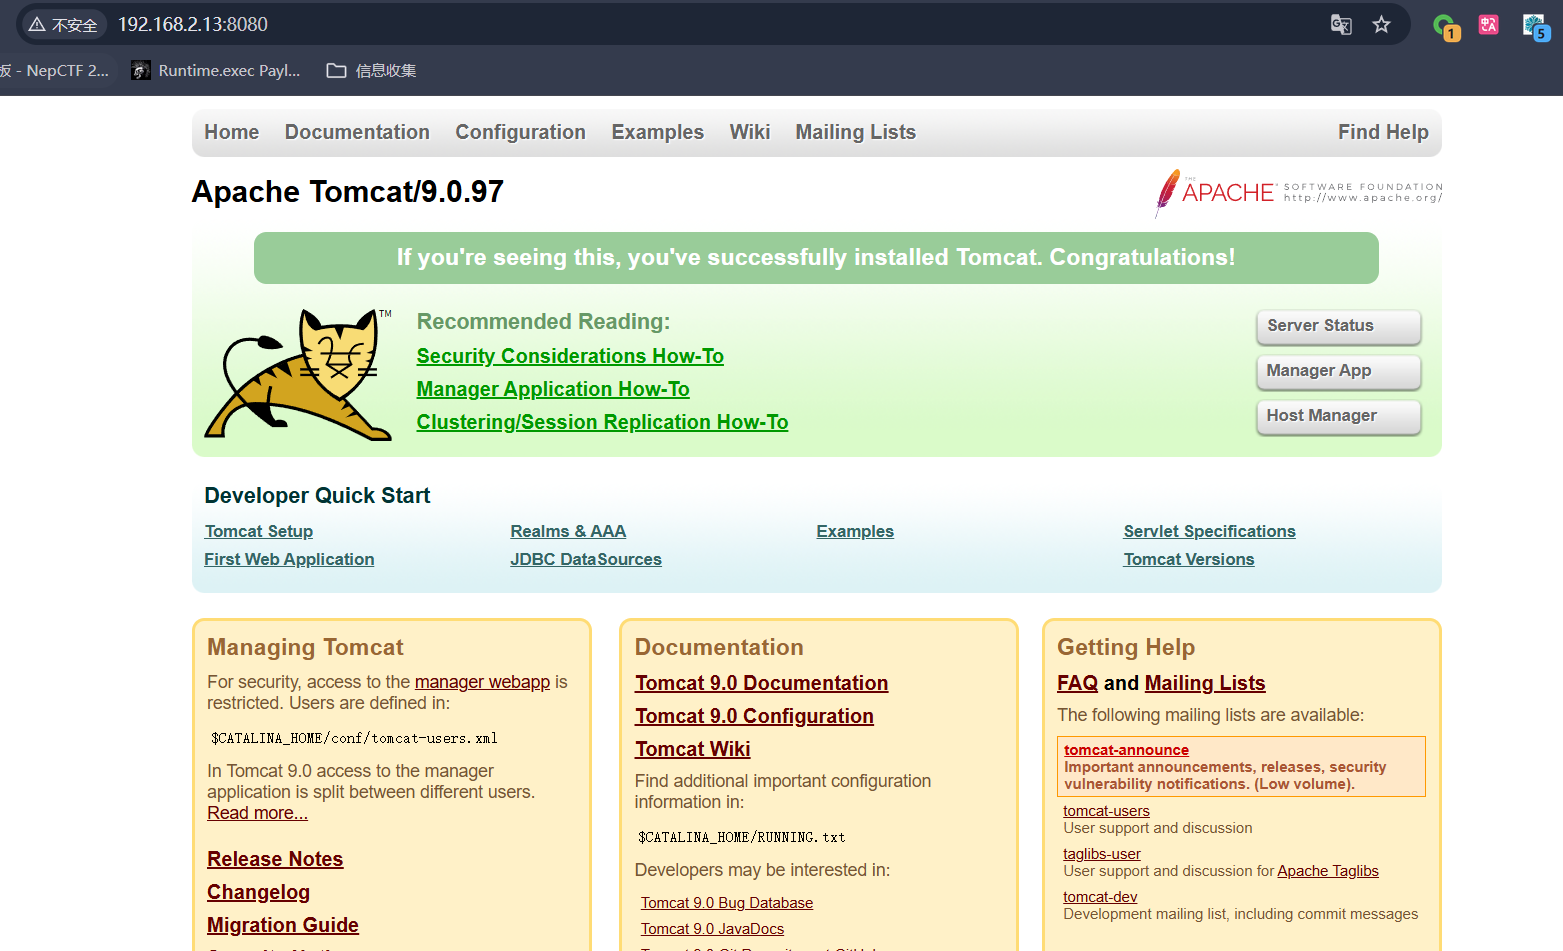 不安全 192.168.2.13:8080
1
5
板 - NepCTF 2... Runtime.exec Payl... 信息收集
Home Documentation Configuration Examples Wiki Mailing Lists Find Help
Apache Tomcat/9.0.97
THE APACHE SOFTWARE FOUNDATION
http://www.apache.org/
If you're seeing this, you've successfully installed Tomcat. Congratulations!
TM
Recommended Reading:
Security Considerations How-To
Manager Application How-To
Clustering/Session Replication How-To
Server Status
Manager App
Host Manager
Developer Quick Start
Tomcat Setup
First Web Application
Realms & AAA
JDBC DataSources
Examples
Servlet Specifications
Tomcat Versions
Managing Tomcat
For security, access to the manager webapp is
restricted. Users are defined in:
$CATALINA_HOME/conf/tomcat-users.xml
In Tomcat 9.0 access to the manager
application is split between different users.
Read more...
Release Notes
Changelog
Migration Guide
Documentation
Tomcat 9.0 Documentation
Tomcat 9.0 Configuration
Tomcat Wiki
Find additional important configuration
information in:
$CATALINA_HOME/RUNNING.txt
Developers may be interested in:
Tomcat 9.0 Bug Database
Tomcat 9.0 JavaDocs
Getting Help
FAQ and Mailing Lists
The following mailing lists are available:
tomcat-announce
Important announcements, releases, security
vulnerability notifications. (Low volume).
tomcat-users
User support and discussion
taglibs-user
User support and discussion for Apache Taglibs
tomcat-dev
Development mailing list, including commit messages